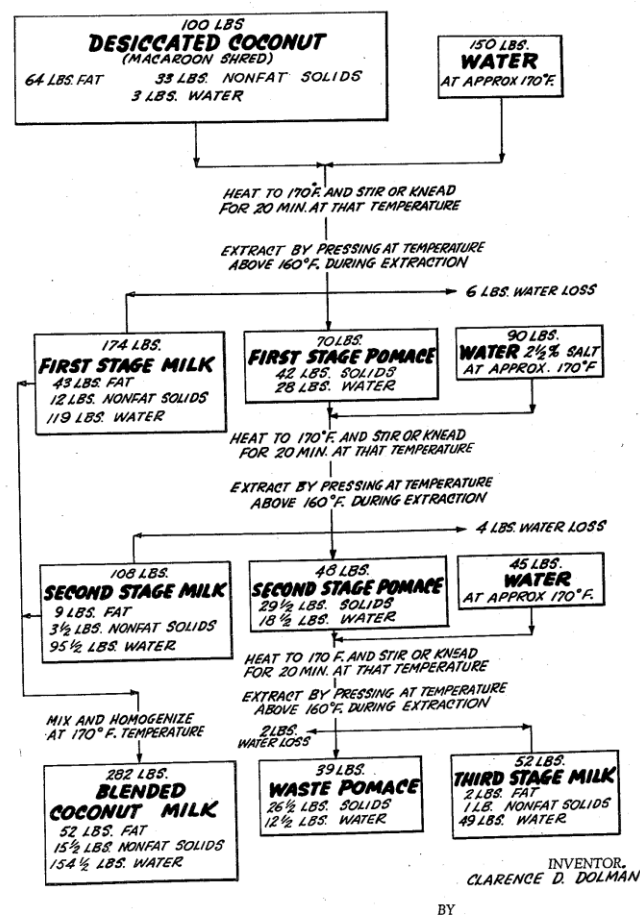 100 LBS
DESICCATED COCONUT
(MACAROON SHRED)
64 LBS. FAT 33 LBS. NONFAT SOLIDS
3 LBS. WATER
150 LBS.
WATER
AT APPROX 170°F.
HEAT TO 170°F. AND STIR OR KNEAD
FOR 20 MIN. AT THAT TEMPERATURE
EXTRACT BY PRESSING AT TEMPERATURE
ABOVE 160°F. DURING EXTRACTION
6 LBS. WATER LOSS
174 LBS.
FIRST STAGE MILK
43 LBS. FAT
12 LBS. NONFAT SOLIDS
119 LBS. WATER
70 LBS.
FIRST STAGE POMACE
42 LBS. SOLIDS
28 LBS. WATER
90 LBS.
WATER 2½% SALT
AT APPROX. 170°F
HEAT TO 170°F. AND STIR OR KNEAD
FOR 20 MIN. AT THAT TEMPERATURE
EXTRACT BY PRESSING AT TEMPERATURE
ABOVE 160°F. DURING EXTRACTION
4 LBS. WATER LOSS
108 LBS.
SECOND STAGE MILK
9 LBS. FAT
3½ LBS. NONFAT SOLIDS
95½ LBS. WATER
48 LBS.
SECOND STAGE POMACE
29½ LBS. SOLIDS
18½ LBS. WATER
45 LBS.
WATER
AT APPROX 170°F.
HEAT TO 170 F. AND STIR OR KNEAD
FOR 20 MIN. AT THAT TEMPERATURE
EXTRACT BY PRESSING AT TEMPERATURE
ABOVE 160°F. DURING EXTRACTION
MIX AND HOMOGENIZE
AT 170°F. TEMPERATURE
2 LBS.
WATER LOSS
282 LBS.
BLENDED
COCONUT MILK
52 LBS. FAT
15½ LBS. NONFAT SOLIDS
154½ LBS. WATER
39 LBS.
WASTE POMACE
26½ LBS. SOLIDS
12½ LBS. WATER
52 LBS.
THIRD STAGE MILK
2 LBS. FAT
1 LB. NONFAT SOLIDS
49 LBS. WATER
INVENTOR.
CLARENCE D. DOLMAN
BY